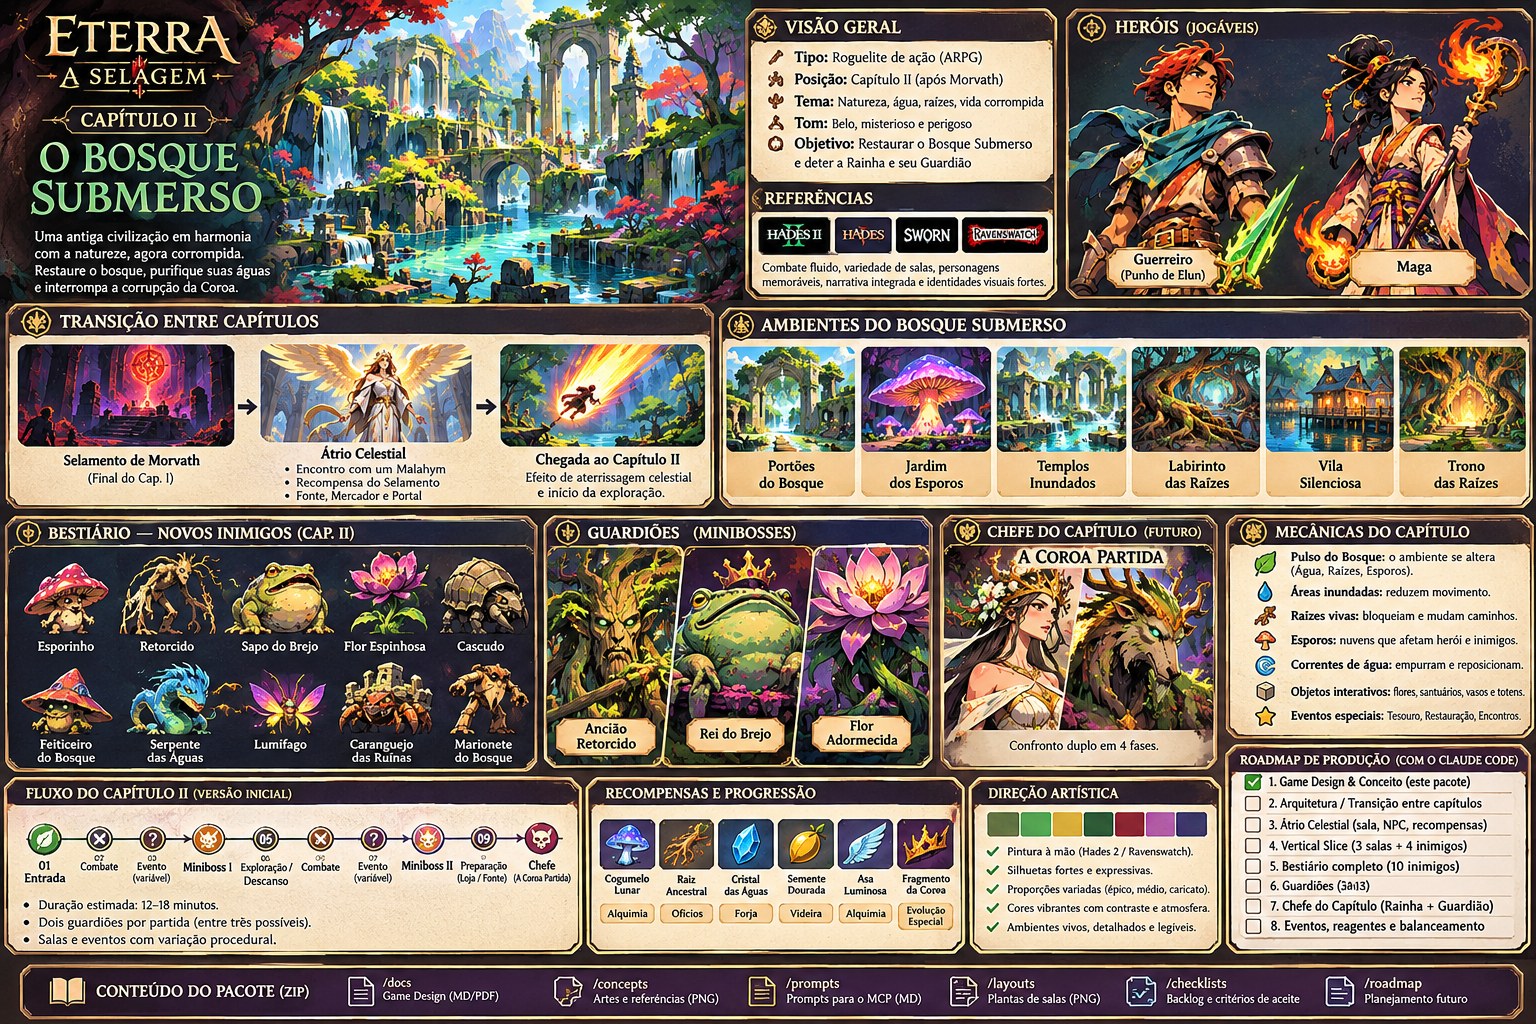 ETERRA
A SELAGEM
CAPÍTULO II
O BOSQUE
SUBMERSO
Uma antiga civilização em harmonia
com a natureza, agora corrompida.
Restaure o bosque, purifique suas águas
e interrompa a corrupção da Coroa.
VISÃO GERAL
Tipo: Roguelite de ação (ARPG)
Posição: Capítulo II (após Morvath)
Tema: Natureza, água, raízes, vida corrompida
Tom: Belo, misterioso e perigoso
Objetivo: Restaurar o Bosque Submerso
e deter a Rainha e seu Guardião
REFERÊNCIAS
HADES II
HADES
SWORN
RAVENSWATCH
Combate fluido, variedade de salas, personagens
memoráveis, narrativa integrada e identidades visuais fortes.
HERÓIS (JOGÁVEIS)
Guerreiro
(Punho de Elun)
Maga
TRANSIÇÃO ENTRE CAPÍTULOS
Selamento de Morvath
(Final do Cap. I)
Átrio Celestial
• Encontro com um Malahym
• Recompensa do Selamento
• Fonte, Mercador e Portal
Chegada ao Capítulo II
Efeito de aterrissagem celestial
e início da exploração.
AMBIENTES DO BOSQUE SUBMERSO
Portões
do Bosque
Jardim
dos Esporos
Templos
Inundados
Labirinto
das Raízes
Vila
Silenciosa
Trono
das Raízes
BESTIÁRIO — NOVOS INIMIGOS (CAP. II)
Esporinho
Retorcido
Sapo do Brejo
Flor Espinhosa
Cascudo
Feiticeiro
do Bosque
Serpente
das Águas
Lumífago
Caranguejo
das Ruínas
Marionete
do Bosque
GUARDIÕES (MINIBOSSES)
Ancião
Retorcido
Rei do Brejo
Flor
Adormecida
CHEFE DO CAPÍTULO (FUTURO)
A COROA PARTIDA
Confronto duplo em 4 fases.
MECÂNICAS DO CAPÍTULO
Pulso do Bosque: o ambiente se altera
(Água, Raízes, Esporos).
Áreas inundadas: reduzem movimento.
Raízes vivas: bloqueiam e mudam caminhos.
Esporos: nuvens que afetam herói e inimigos.
Correntes de água: empurram e reposicionam.
Objetos interativos: flores, santuários, vasos e totens.
Eventos especiais: Tesouro, Restauração, Encontros.
FLUXO DO CAPÍTULO II (VERSÃO INICIAL)
?
05
?
09
01
Entrada
02
Combate
03
Evento
(variável)
Miniboss I
Exploração /
Descanso
Combate
Evento
(variável)
Miniboss II
Preparação
(Loja / Fonte)
Chefe
(A Coroa Partida)
• Duração estimada: 12–18 minutos.
• Dois guardiões por partida (entre três possíveis).
• Salas e eventos com variação procedural.
RECOMPENSAS E PROGRESSÃO
Cogumelo
Lunar
Alquimia
Raiz
Ancestral
Ofícios
Cristal
das Águas
Forja
Semente
Dourada
Videira
Asa
Luminosa
Alquimia
Fragmento
da Coroa
Evolução
Especial
DIREÇÃO ARTÍSTICA
Pintura à mão (Hades 2 / Ravenswatch).
Silhuetas fortes e expressivas.
Proporções variadas (épico, médio, caricato).
Cores vibrantes com contraste e atmosfera.
Ambientes vivos, detalhados e legíveis.
ROADMAP DE PRODUÇÃO (COM O CLAUDE CODE)
1. Game Design & Conceito (este pacote)
2. Arquitetura / Transição entre capítulos
3. Átrio Celestial (sala, NPC, recompensas)
4. Vertical Slice (3 salas + 4 inimigos)
5. Bestiário completo (10 inimigos)
6. Guardiões
7. Chefe do Capítulo (Rainha + Guardião)
8. Eventos, reagentes e balanceamento
CONTEÚDO DO PACOTE (ZIP)
/docs
Game Design (MD/PDF)
/concepts
Artes e referências (PNG)
/prompts
Prompts para o MCP (MD)
/layouts
Plantas de salas (PNG)
/checklists
Backlog e critérios de aceite
/roadmap
Planejamento futuro